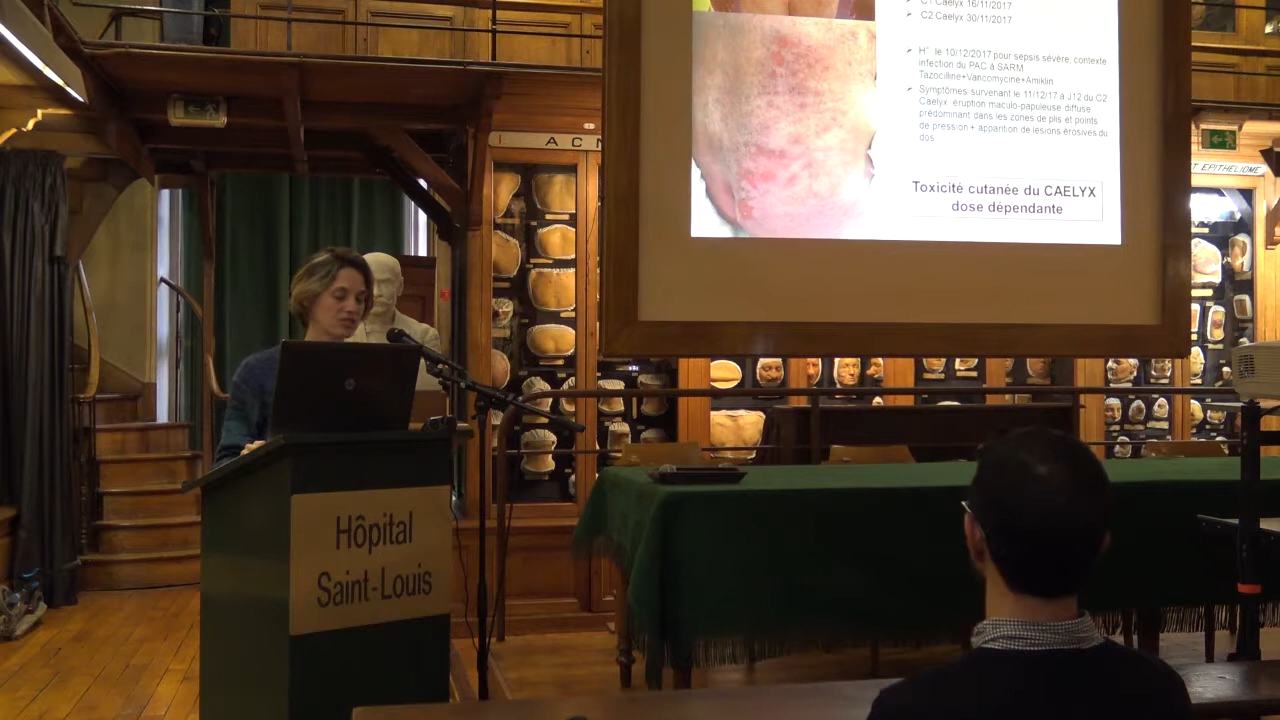 C1 Caelyx 16/11/2017
C2 Caelyx 30/11/2017
H° le 10/12/2017 pour sepsis sévère, contexte
infection du PAC à SARM
Tazocilline+Vancomycine+Amiklin
Symptômes survenant le 11/12/17 à J12 du C2
Caelyx éruption maculo-papuleuse diffuse
prédominant dans les zones de plis et points
de pression + apparition de lésions érosives du
dos
Toxicité cutanée du CAELYX
dose dépendante
ACN
T EPITHELIOME
Hôpital
Saint-Louis
hp